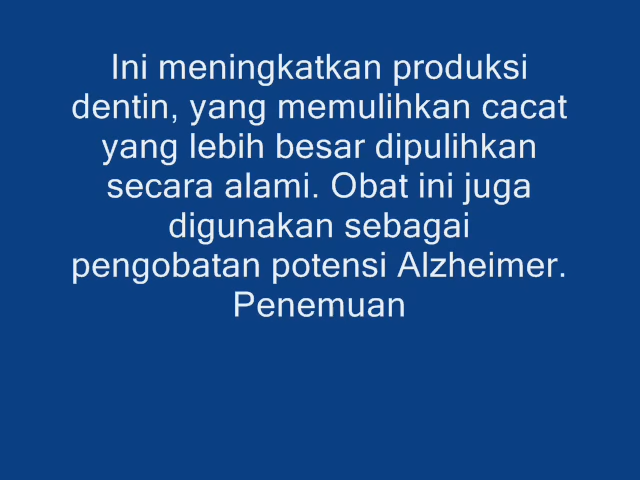 Ini meningkatkan produksi
dentin, yang memulihkan cacat
yang lebih besar dipulihkan
secara alami. Obat ini juga
digunakan sebagai
pengobatan potensi Alzheimer.
Penemuan